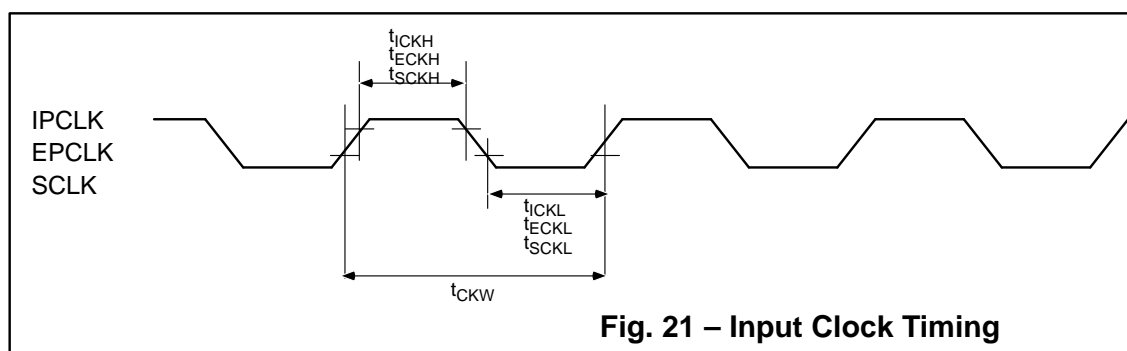 tICKH
tECKH
tSCKH
IPCLK
EPCLK
SCLK
tICKL
tECKL
tSCKL
tCKW
Fig. 21 – Input Clock Timing